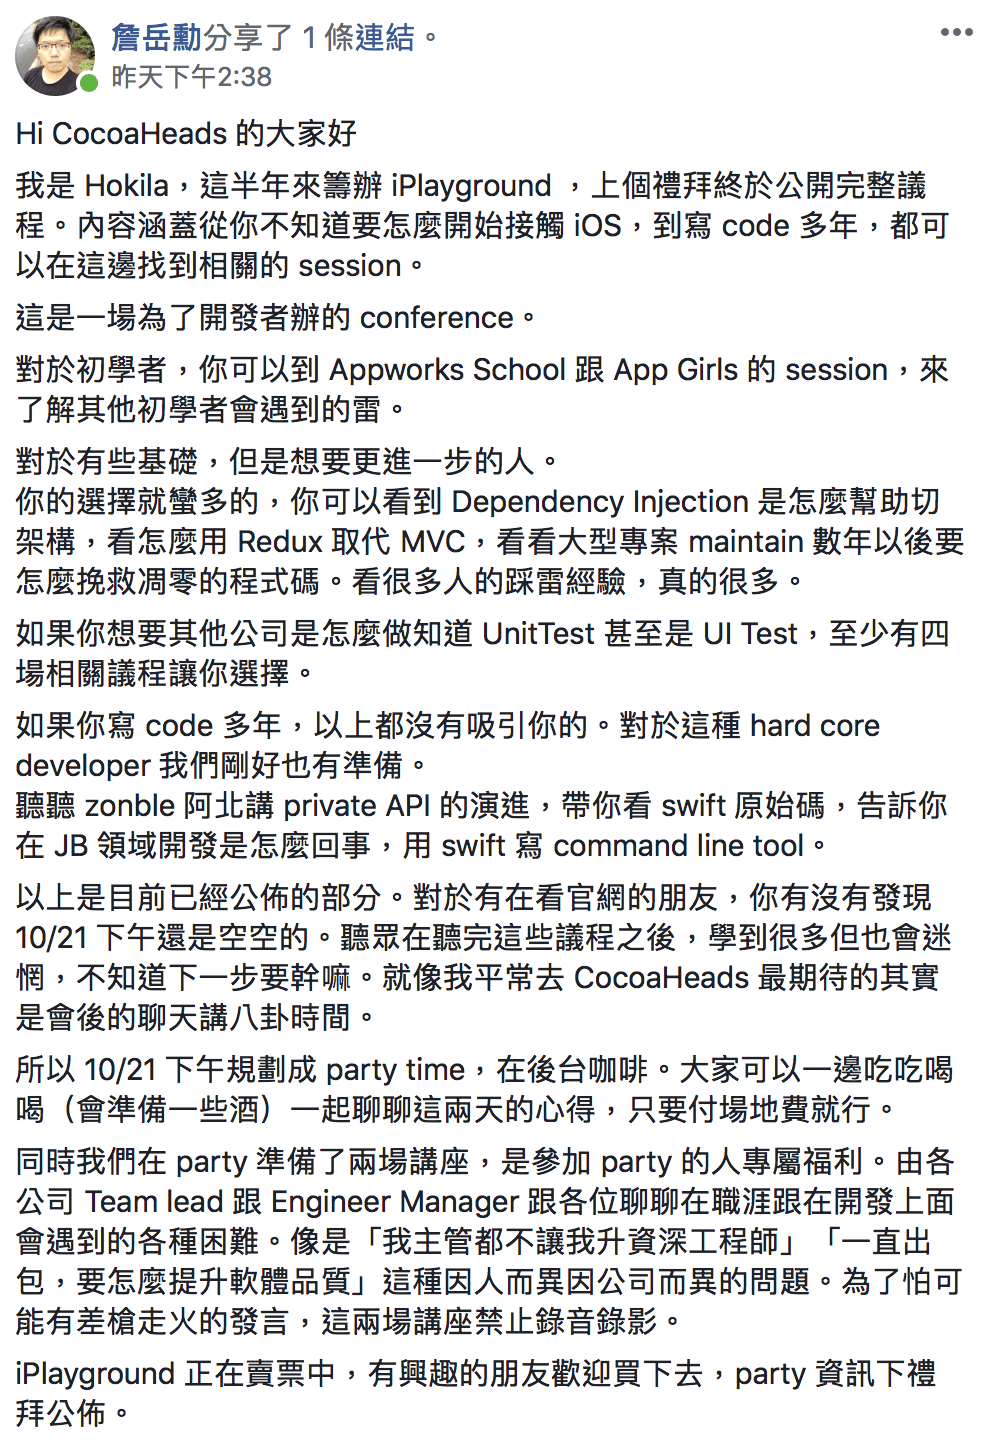 詹岳勳分享了 1 條連結。
昨天下午2:38
Hi CocoaHeads 的大家好
我是 Hokila，這半年來籌辦 iPlayground ，上個禮拜終於公開完整議
程。內容涵蓋從你不知道要怎麼開始接觸 iOS，到寫 code 多年，都可
以在這邊找到相關的 session。
這是一場為了開發者辦的 conference。
對於初學者，你可以到 Appworks School 跟 App Girls 的 session，來
了解其他初學者會遇到的雷。
對於有些基礎，但是想要更進一步的人。
你的選擇就蠻多的，你可以看到 Dependency Injection 是怎麼幫助切
架構，看怎麼用 Redux 取代 MVC，看看大型專案 maintain 數年以後要
怎麼挽救凋零的程式碼。看很多人的踩雷經驗，真的很多。
如果你想要其他公司是怎麼做知道 UnitTest 甚至是 UI Test，至少有四
場相關議程讓你選擇。
如果你寫 code 多年，以上都沒有吸引你的。對於這種 hard core
developer 我們剛好也有準備。
聽聽 zonble 阿北講 private API 的演進，帶你看 swift 原始碼，告訴你
在 JB 領域開發是怎麼回事，用 swift 寫 command line tool。
以上是目前已經公佈的部分。對於有在看官網的朋友，你有沒有發現
10/21 下午還是空空的。聽眾在聽完這些議程之後，學到很多但也會迷
惘，不知道下一步要幹嘛。就像我平常去 CocoaHeads 最期待的其實
是會後的聊天講八卦時間。
所以 10/21 下午規劃成 party time，在後台咖啡。大家可以一邊吃吃喝
喝（會準備一些酒）一起聊聊這兩天的心得，只要付場地費就行。
同時我們在 party 準備了兩場講座，是參加 party 的人專屬福利。由各
公司 Team lead 跟 Engineer Manager 跟各位聊聊在職涯跟在開發上面
會遇到的各種困難。像是「我主管都不讓我升資深工程師」「一直出
包，要怎麼提升軟體品質」這種因人而異因公司而異的問題。為了怕可
能有差槍走火的發言，這兩場講座禁止錄音錄影。
iPlayground 正在賣票中，有興趣的朋友歡迎買下去，party 資訊下禮
拜公佈。